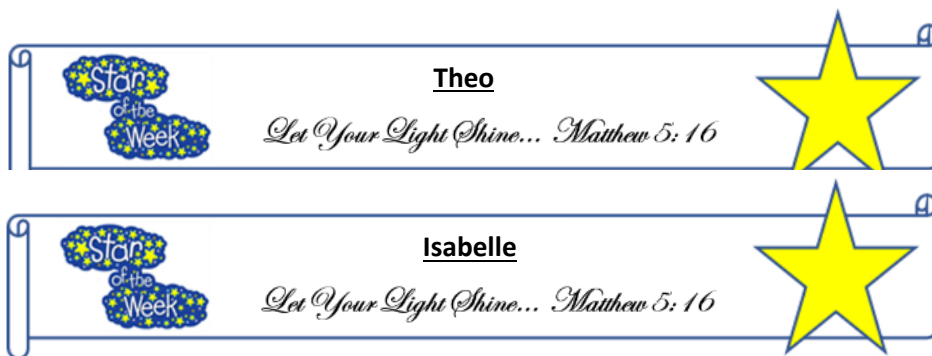 Star
of the
Week
Theo
Let Your Light Shine... Matthew 5: 16
Star
of the
Week
Isabelle
Let Your Light Shine... Matthew 5: 16